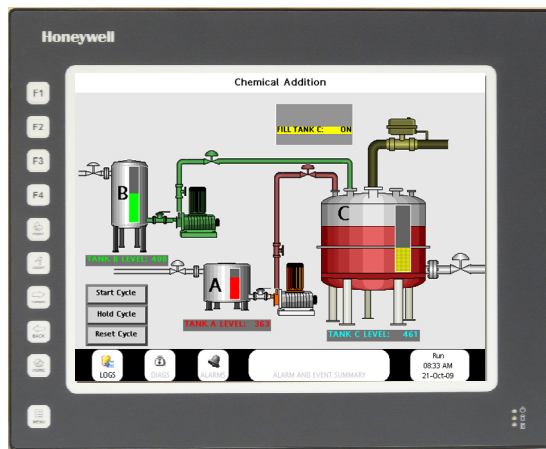 Honeywell
Chemical Addition
F1
F2
F3
F4
FILL TANK C: ON
B
C
A
TANK B LEVEL: 400
Start Cycle
Hold Cycle
Reset Cycle
TANK A LEVEL: 363
TANK C LEVEL: 461
LOGS
DIAGS
ALARMS
ALARM AND EVENT SUMMARY
Run
08:33 AM
21-Oct-09
BACK
HOME
MENU